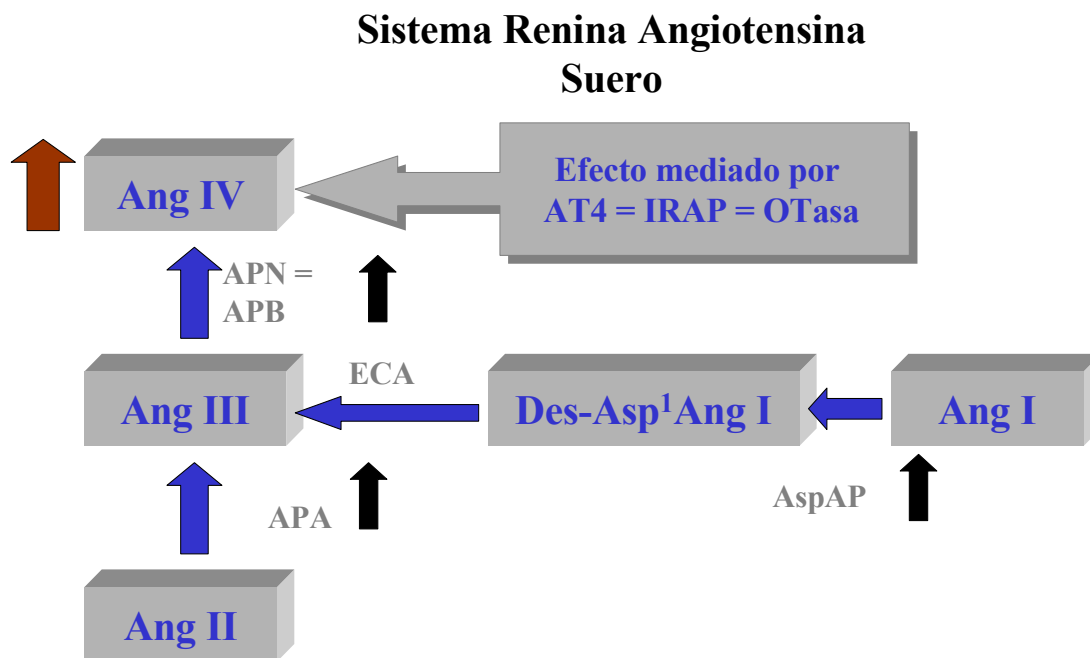 Sistema Renina Angiotensina
Suero
Ang IV
Efecto mediado por
AT4 = IRAP = OTasa
APN =
APB
Ang III
ECA
Des-Asp¹Ang I
Ang I
APA
AspAP
Ang II